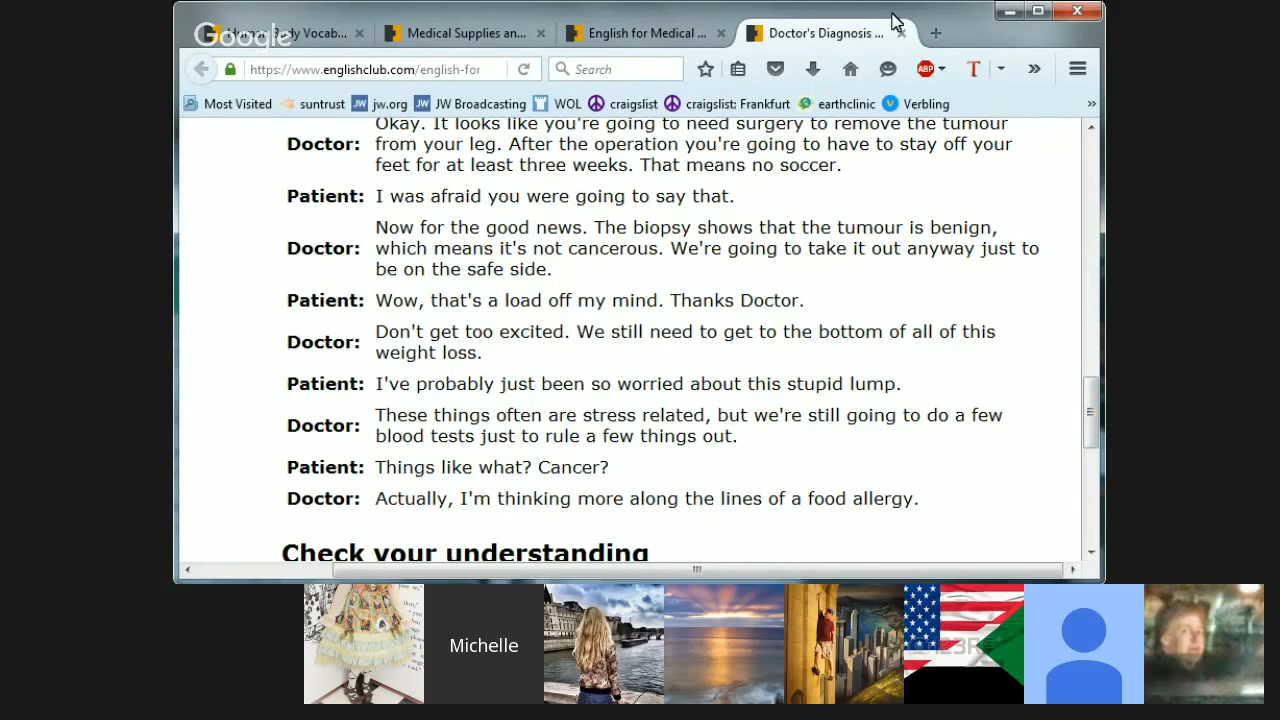 Google
Body Vocab...
Medical Supplies an...
English for Medical ...
Doctor's Diagnosis ...
https://www.englishclub.com/english-for
Search
ABP
T
Most Visited
suntrust
JW
jw.org
JW
JW Broadcasting
WOL
craigslist
craigslist: Frankfurt
earthclinic
V
Verbling
Okay. It looks like you're going to need surgery to remove the tumour
Doctor: from your leg. After the operation you're going to have to stay off your
feet for at least three weeks. That means no soccer.
Patient: I was afraid you were going to say that.
Now for the good news. The biopsy shows that the tumour is benign,
Doctor: which means it's not cancerous. We're going to take it out anyway just to
be on the safe side.
Patient: Wow, that's a load off my mind. Thanks Doctor.
Doctor: Don't get too excited. We still need to get to the bottom of all of this
weight loss.
Patient: I've probably just been so worried about this stupid lump.
Doctor: These things often are stress related, but we're still going to do a few
blood tests just to rule a few things out.
Patient: Things like what? Cancer?
Doctor: Actually, I'm thinking more along the lines of a food allergy.
Check your understanding
Michelle